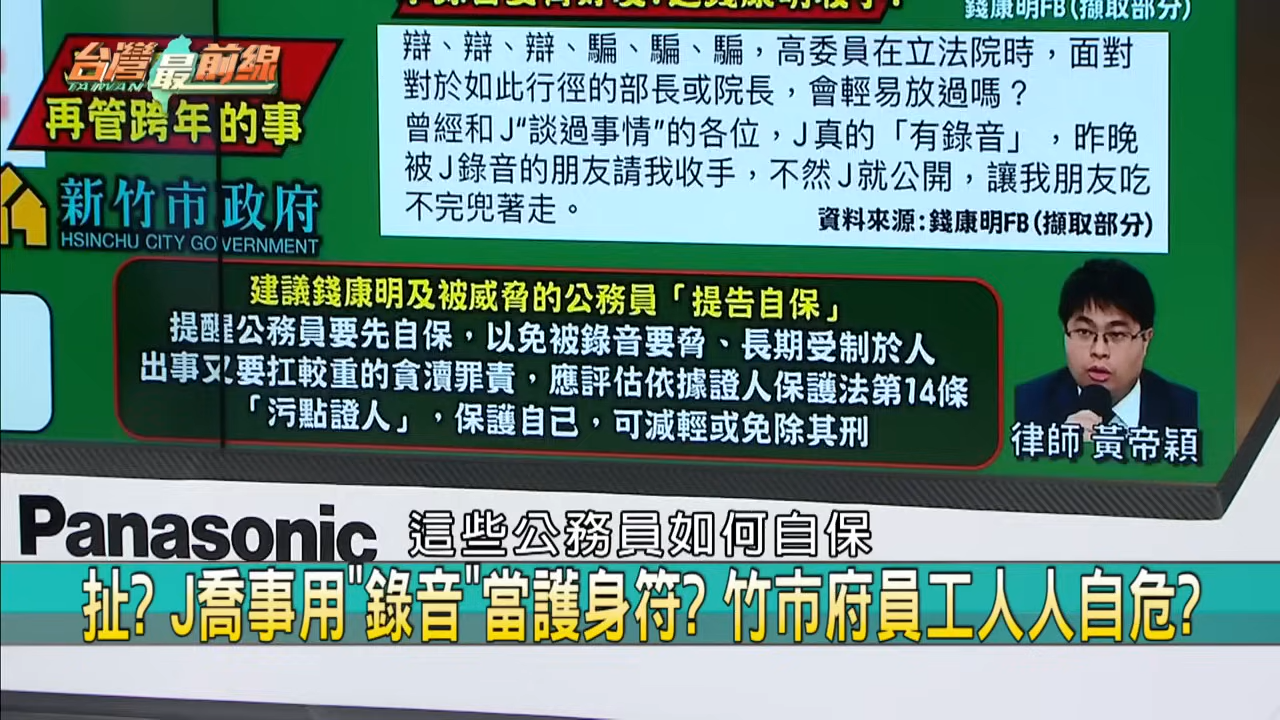 錢康明FB(擷取部分)
台灣最前線
TAIWAN
再管跨年的事
辯、辯、辯、騙、騙、騙，高委員在立法院時，面對
對於如此行徑的部長或院長，會輕易放過嗎？
曾經和J“談過事情”的各位，J真的「有錄音」，昨晚
被J錄音的朋友請我收手，不然J就公開，讓我朋友吃
不完兜著走。
資料來源:錢康明FB(擷取部分)
新竹市政府
HSINCHU CITY GOVERNMENT
建議錢康明及被威脅的公務員「提告自保」
提醒公務員要先自保，以免被錄音要脅、長期受制於人
出事又要扛較重的貪瀆罪責，應評估依據證人保護法第14條
「污點證人」，保護自己，可減輕或免除其刑
律師 黃帝穎
Panasonic
這些公務員如何自保
扯? J喬事用"錄音"當護身符? 竹市府員工人人自危?